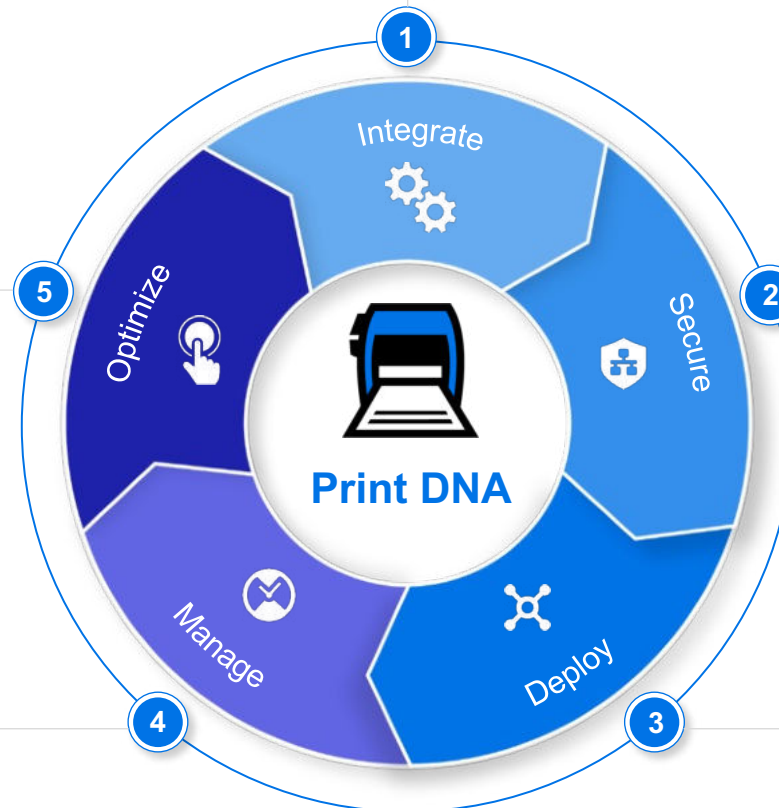 1
Integrate
2
Secure
3
Deploy
4
Manage
5
Optimize
Print DNA